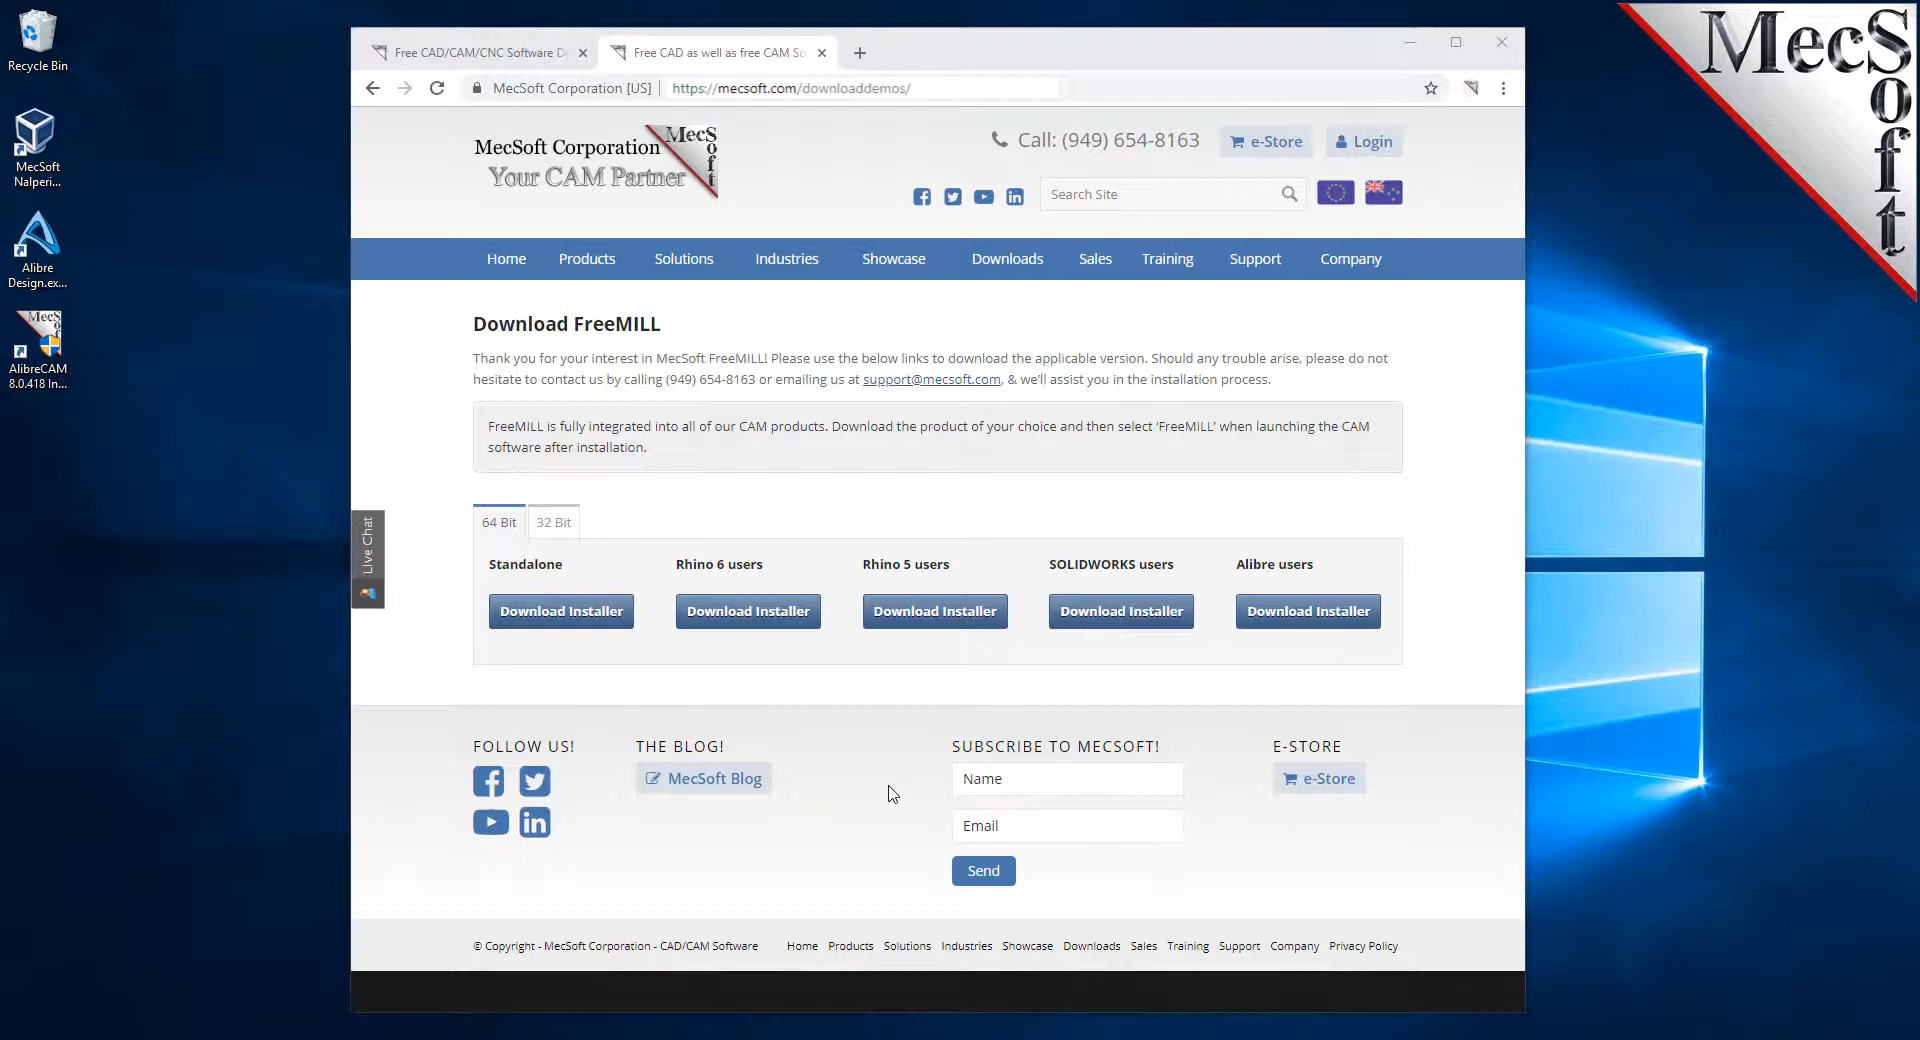 Recycle Bin
MecSoft
Nalperi...
Alibre
Design.ex...
MecSoft
AlibreCAM
8.0.418 In...
MecSoft
Free CAD/CAM/CNC Software De
Free CAD as well as free CAM So
MecSoft Corporation [US]
https://mecsoft.com/downloaddemos/
MecSoft Corporation
Your CAM Partner
MecSoft
Call: (949) 654-8163
e-Store
Login
Search Site
Home Products Solutions Industries Showcase Downloads Sales Training Support Company
Download FreeMILL
Thank you for your interest in MecSoft FreeMILL! Please use the below links to download the applicable version. Should any trouble arise, please do not
hesitate to contact us by calling (949) 654-8163 or emailing us at support@mecsoft.com, & we'll assist you in the installation process.
FreeMILL is fully integrated into all of our CAM products. Download the product of your choice and then select ‘FreeMILL’ when launching the CAM
software after installation.
Live Chat
64 Bit 32 Bit
Standalone Rhino 6 users Rhino 5 users SOLIDWORKS users Alibre users
Download Installer Download Installer Download Installer Download Installer Download Installer
FOLLOW US! THE BLOG! SUBSCRIBE TO MECSOFT! E-STORE
MecSoft Blog
Name
e-Store
Email
Send
© Copyright - MecSoft Corporation - CAD/CAM Software
Home Products Solutions Industries Showcase Downloads Sales Training Support Company Privacy Policy